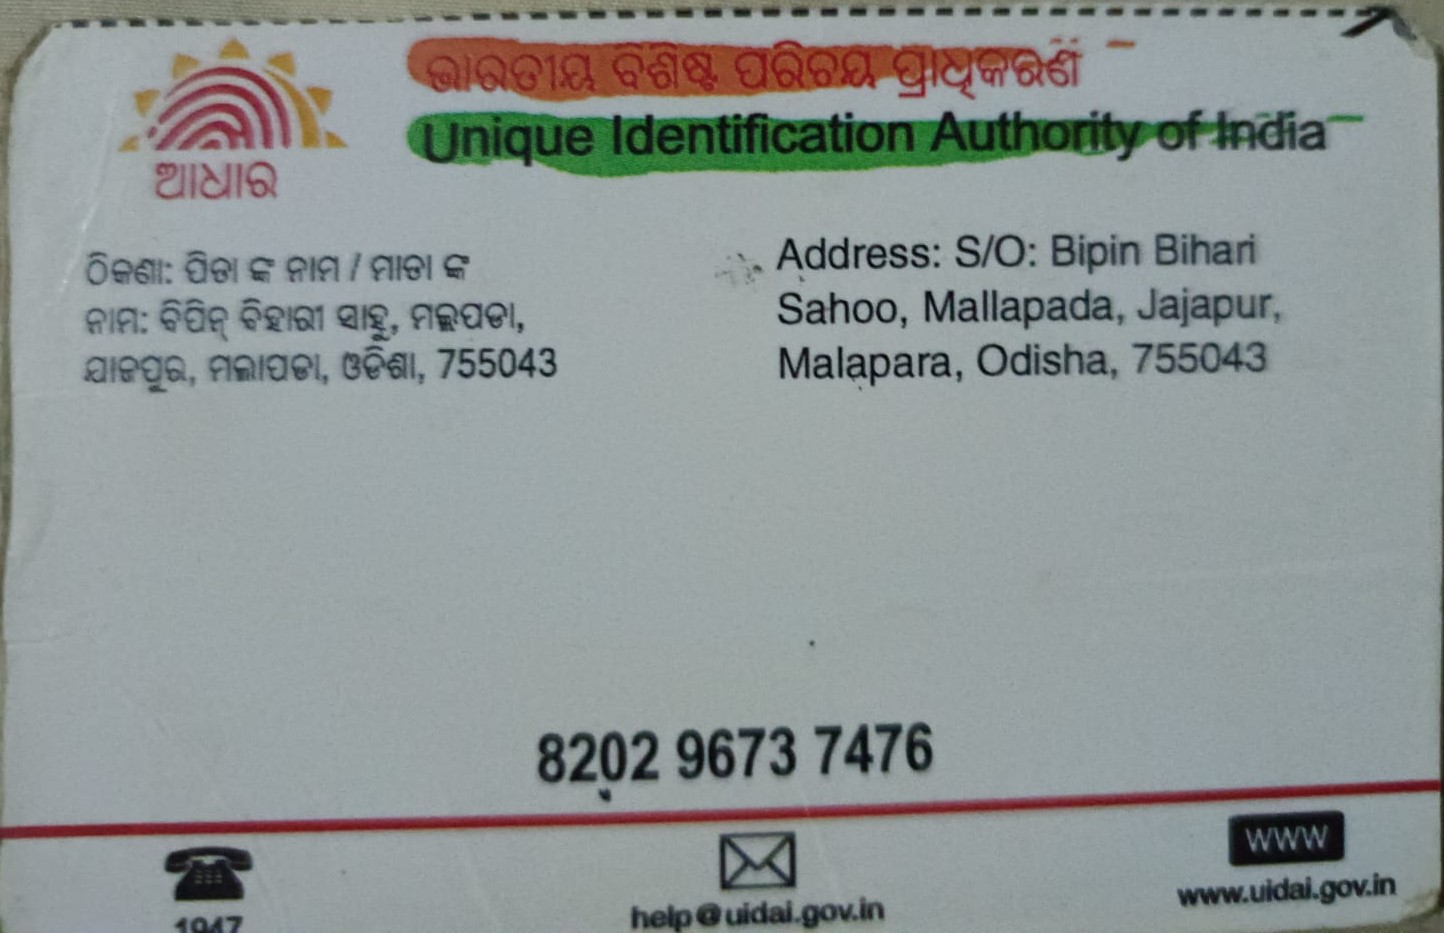 ଭାରତୀୟ ବିଶିଷ୍ଟ ପରିଚୟ ପ୍ରାଧିକରଣ
Unique Identification Authority of India
ଆଧାର
ଠିକଣା: ପିତା ଙ୍କ ନାମ / ମାତା ଙ୍କ
ନାମ: ବିପିନ୍ ବିହାରୀ ସାହୁ, ମଲ୍ଲପଡା,
ଯାଜପୁର, ମଲାପଡା, ଓଡିଶା, 755043
Address: S/O: Bipin Bihari
Sahoo, Mallapada, Jajapur,
Malapara, Odisha, 755043
8202 9673 7476
1947
help@uidai.gov.in
www
www.uidai.gov.in